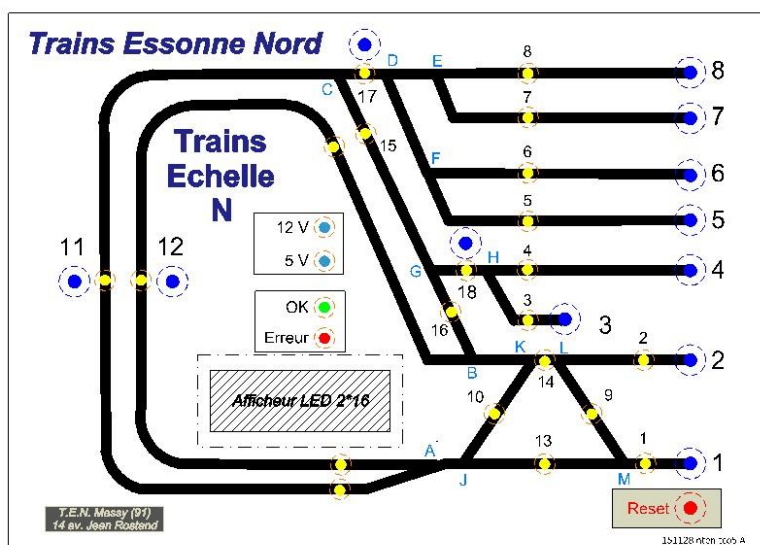 Trains Essonne Nord
D
E
8
8
C
17
7
7
15
Trains
Echelle
N
F
6
6
5
5
12 V
5 V
11
12
G
18
H
4
4
OK
Erreur
16
3
3
B
K
L
14
2
2
Afficheur LED 2*16
10
9
A
J
13
M
1
1
T.E.N. Massy (91)
14 av. Jean Rostand
Reset